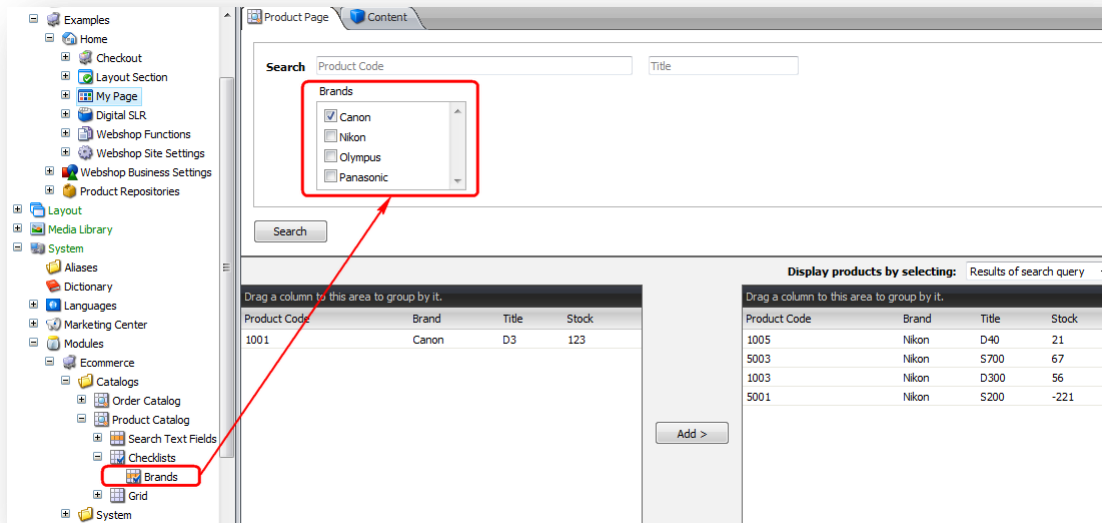 Examples
Home
Checkout
Layout Section
My Page
Digital SLR
Webshop Functions
Webshop Site Settings
Webshop Business Settings
Product Repositories
Layout
Media Library
System
Aliases
Dictionary
Languages
Marketing Center
Modules
Ecommerce
Catalogs
Order Catalog
Product Catalog
Search Text Fields
Checklists
Brands
Grid
System
Product Page Content
Search Product Code Title
Brands
Canon
Nikon
Olympus
Panasonic
Search
Display products by selecting: Results of search query
Drag a column to this area to group by it.
Product Code Brand Title Stock
1001 Canon D3 123
Add >
Drag a column to this area to group by it.
Product Code Brand Title Stock
1005 Nikon D40 21
5003 Nikon S700 67
1003 Nikon D300 56
5001 Nikon S200 -221